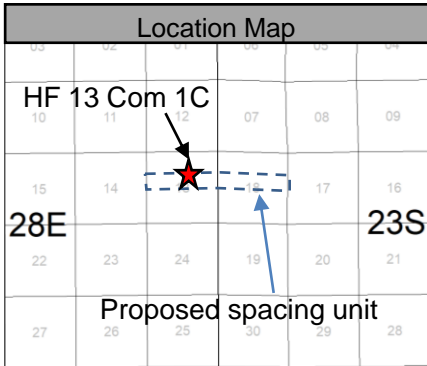 Location Map
03 02 01 06 05 04
HF 13 Com 1C
10 11 12 07 08 09
15 14 13 18 17 16
28E 23S
22 23 24 19 20 21
Proposed spacing unit
27 26 25 30 29 28